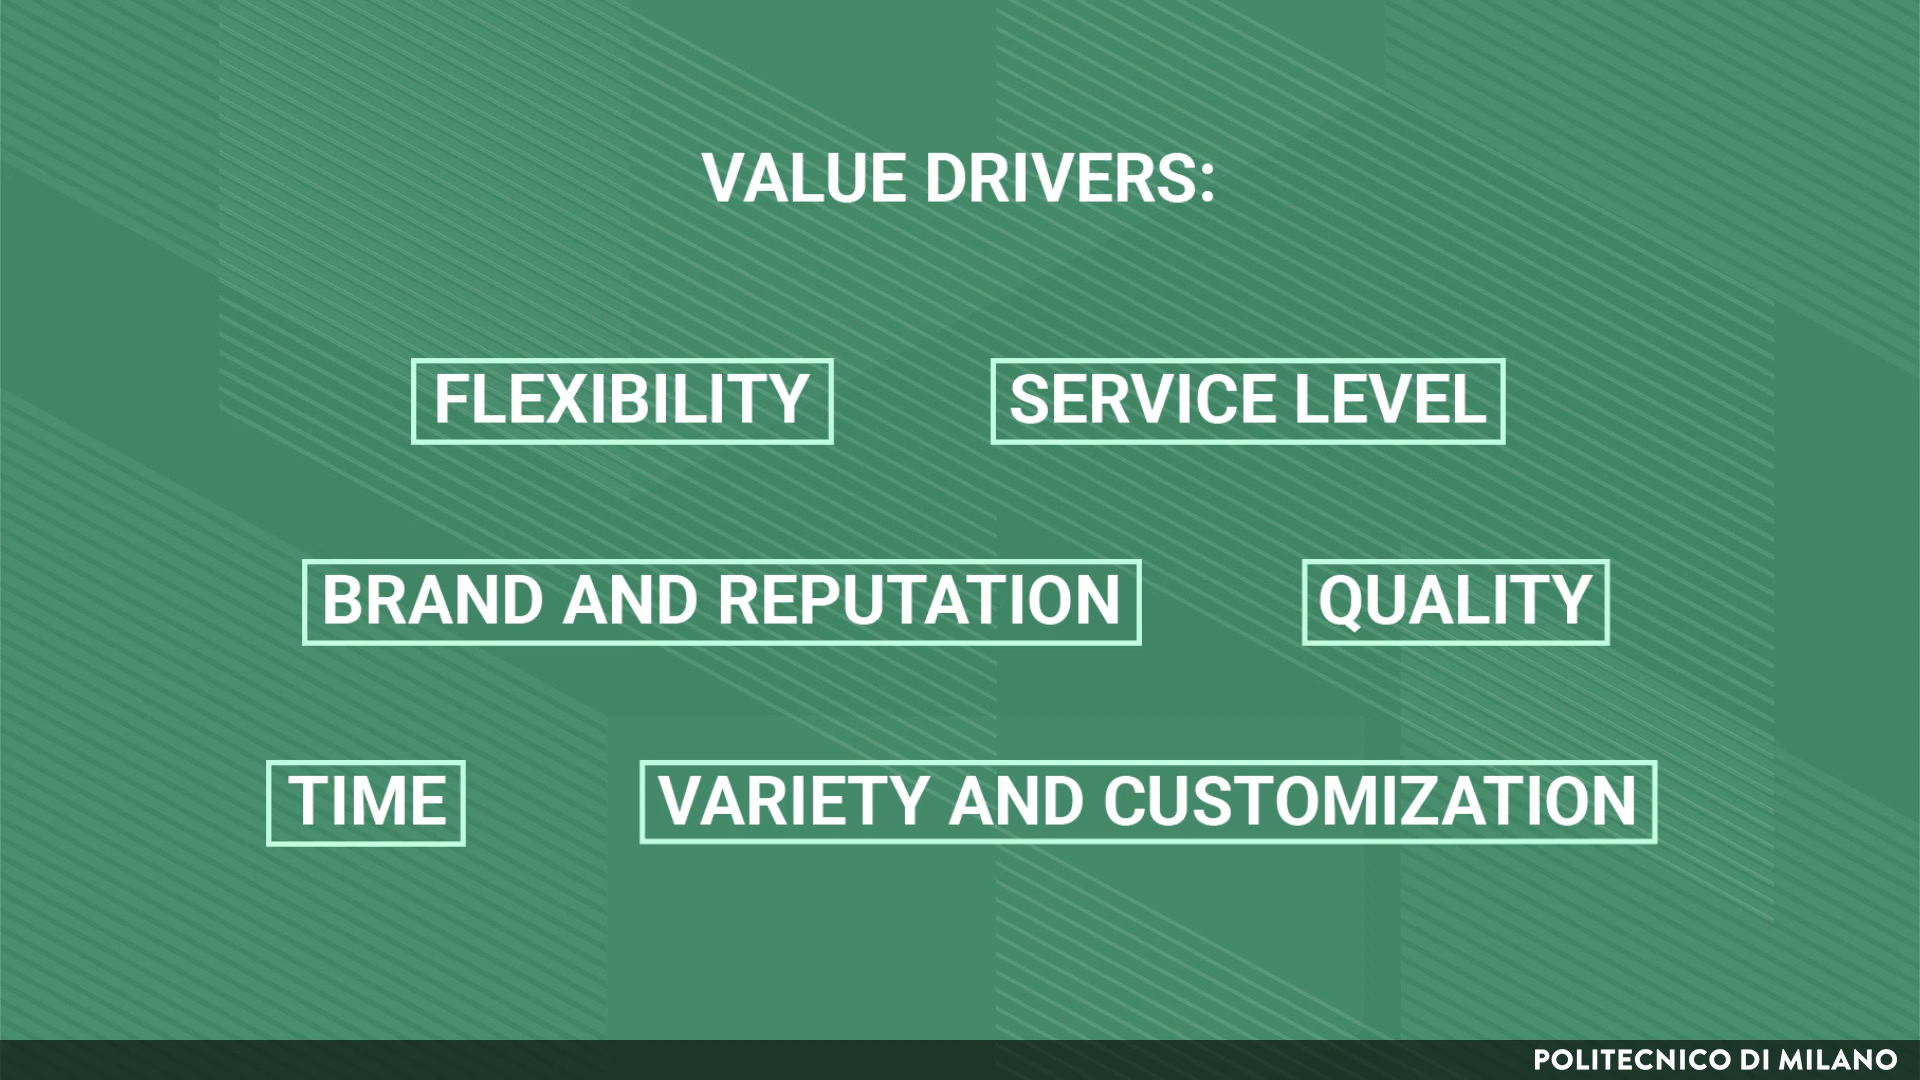 VALUE DRIVERS:
FLEXIBILITY
SERVICE LEVEL
BRAND AND REPUTATION
QUALITY
TIME
VARIETY AND CUSTOMIZATION
POLITECNICO DI MILANO